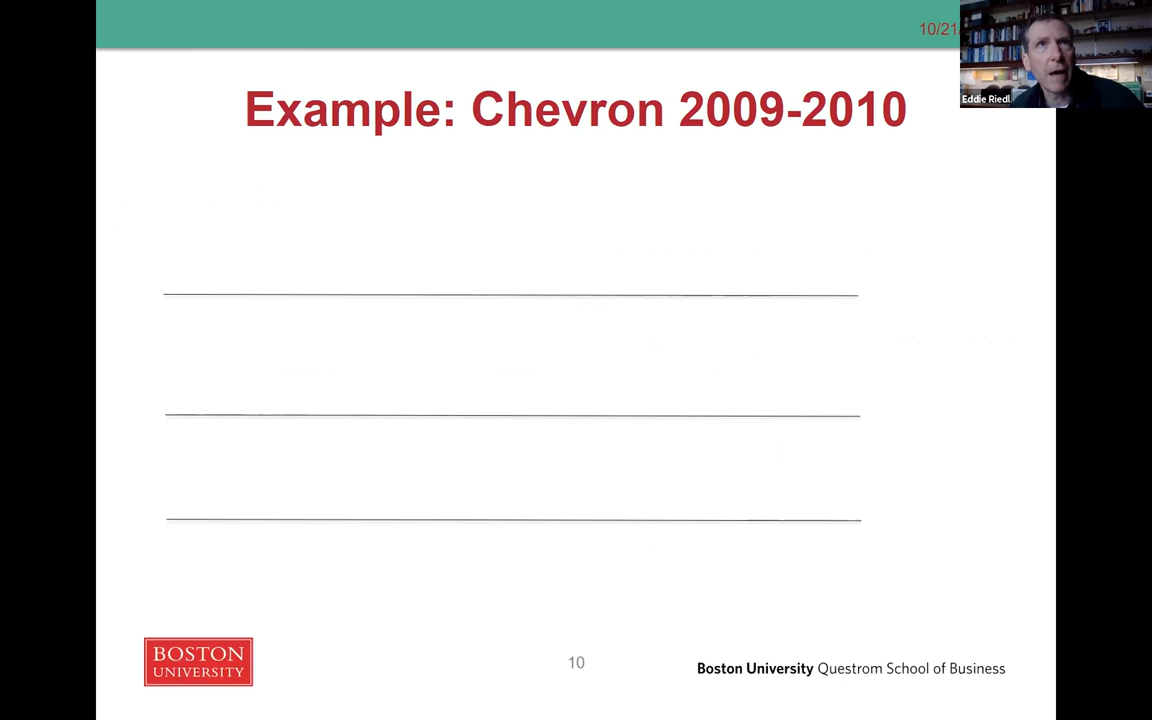 10/21/
Eddie Riedl
Example: Chevron 2009-2010
BOSTON
UNIVERSITY
10
Boston University Questrom School of Business